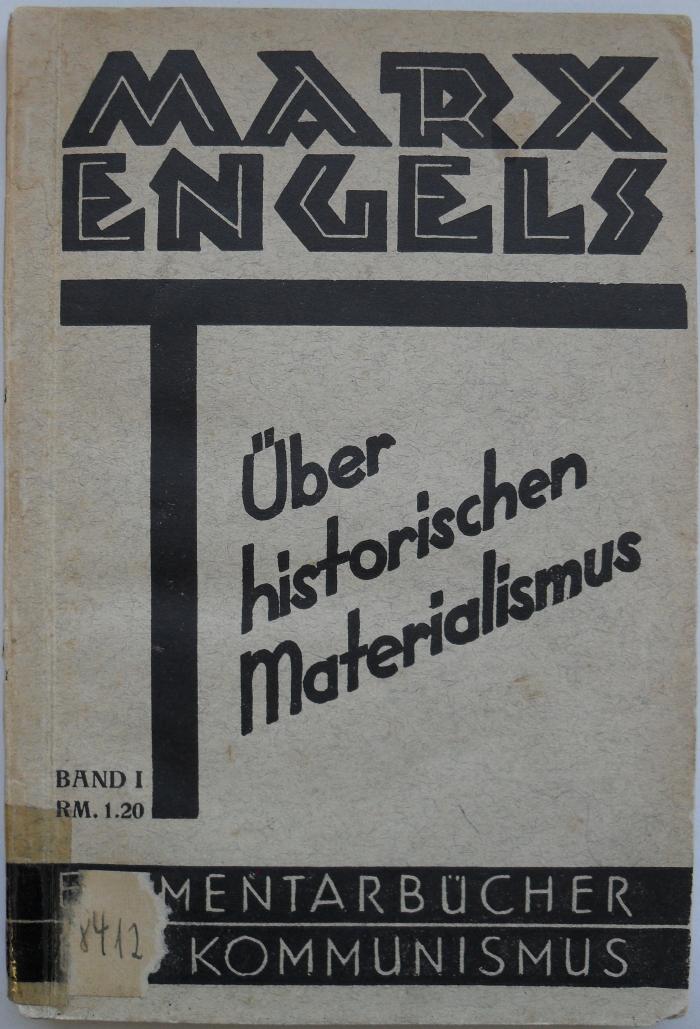 MARX
ENGELS
Über
historischen
Materialismus
BAND I
RM. 1.20
MENTARBÜCHER
KOMMUNISMUS
8412